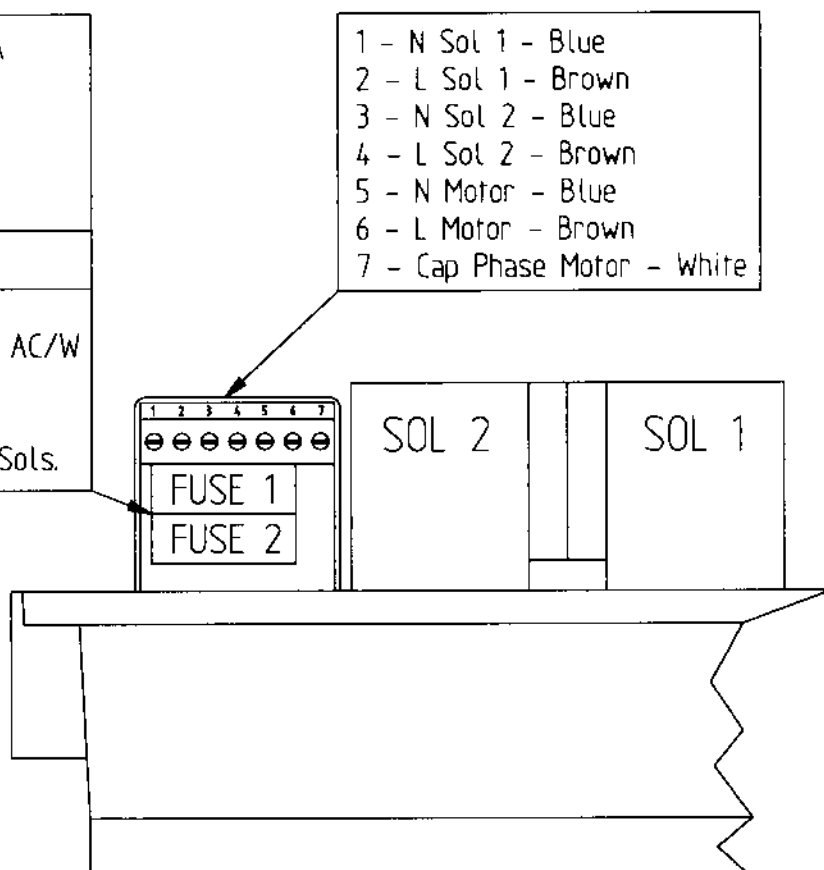 1 - N Sol 1 - Blue
2 - L Sol 1 - Brown
3 - N Sol 2 - Blue
4 - L Sol 2 - Brown
5 - N Motor - Blue
6 - L Motor - Brown
7 - Cap Phase Motor - White
AC/W
Sols.
1 2 3 4 5 6 7
FUSE 1
FUSE 2
SOL 2
SOL 1